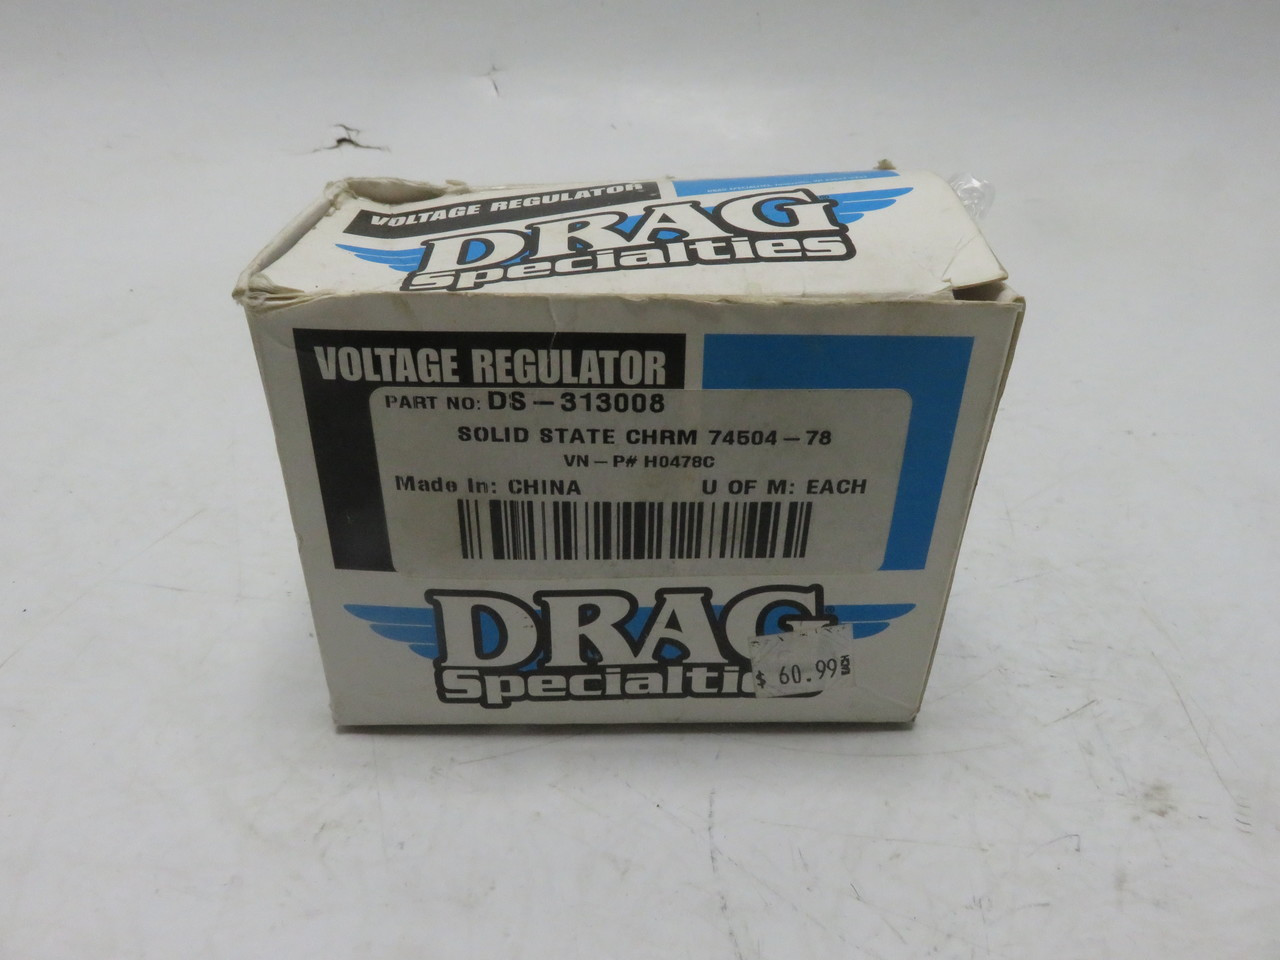 VOLTAGE REGULATOR
DRAG
Specialties
VOLTAGE REGULATOR
PART NO: DS-313008
SOLID STATE CHRM 74504-78
VN-P# H0478C
Made In: CHINA U OF M: EACH
DRAG
$ 60.99